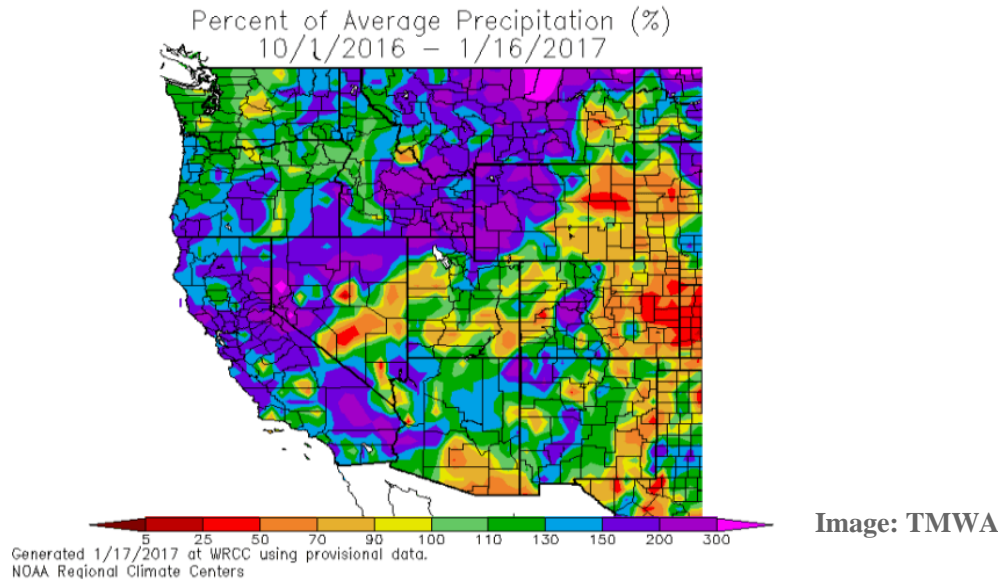 Percent of Average Precipitation (%)
10/1/2016 – 1/16/2017
5 25 50 70 90 100 110 130 150 200 300
Image: TMWA
Generated 1/17/2017 at WRCC using provisional data.
NOAA Regional Climate Centers